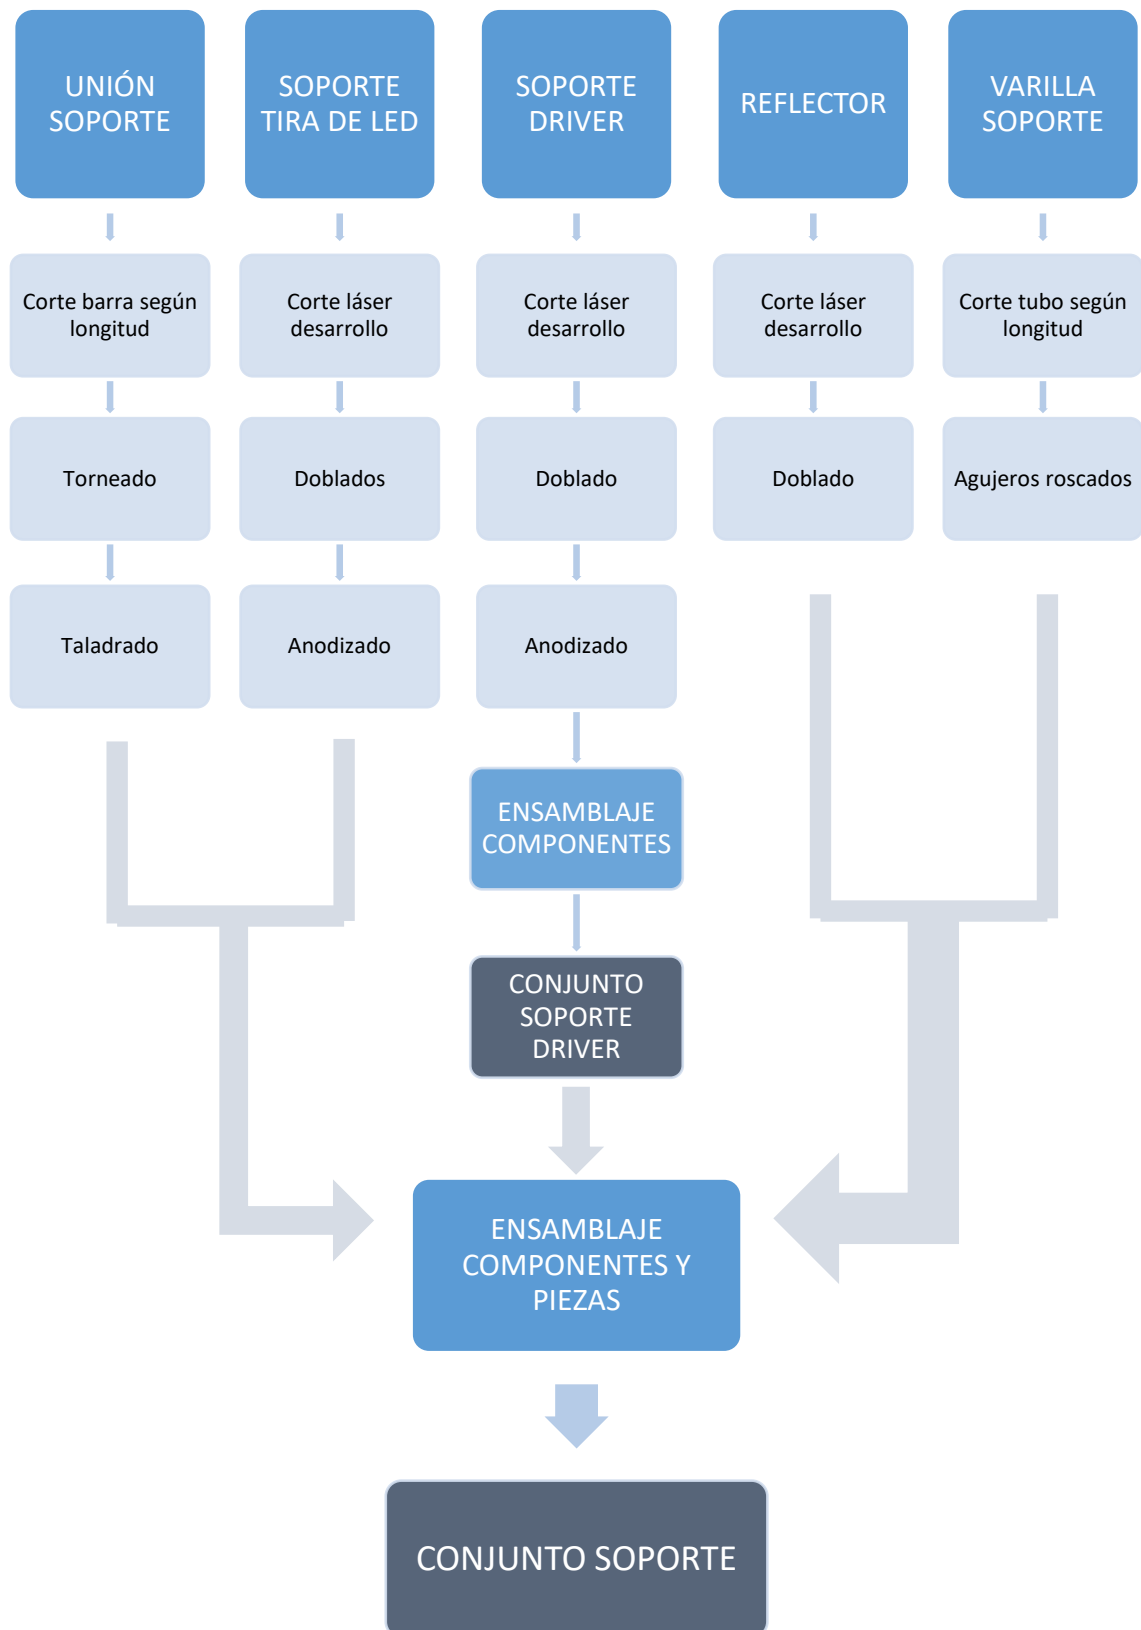 UNIÓN
SOPORTE
SOPORTE
TIRA DE LED
SOPORTE
DRIVER
REFLECTOR
VARILLA
SOPORTE
Corte barra según
longitud
Corte láser
desarrollo
Corte láser
desarrollo
Corte láser
desarrollo
Corte tubo según
longitud
Torneado
Doblados
Doblado
Doblado
Agujeros roscados
Taladrado
Anodizado
Anodizado
ENSAMBLAJE
COMPONENTES
CONJUNTO
SOPORTE
DRIVER
ENSAMBLAJE
COMPONENTES Y
PIEZAS
CONJUNTO SOPORTE